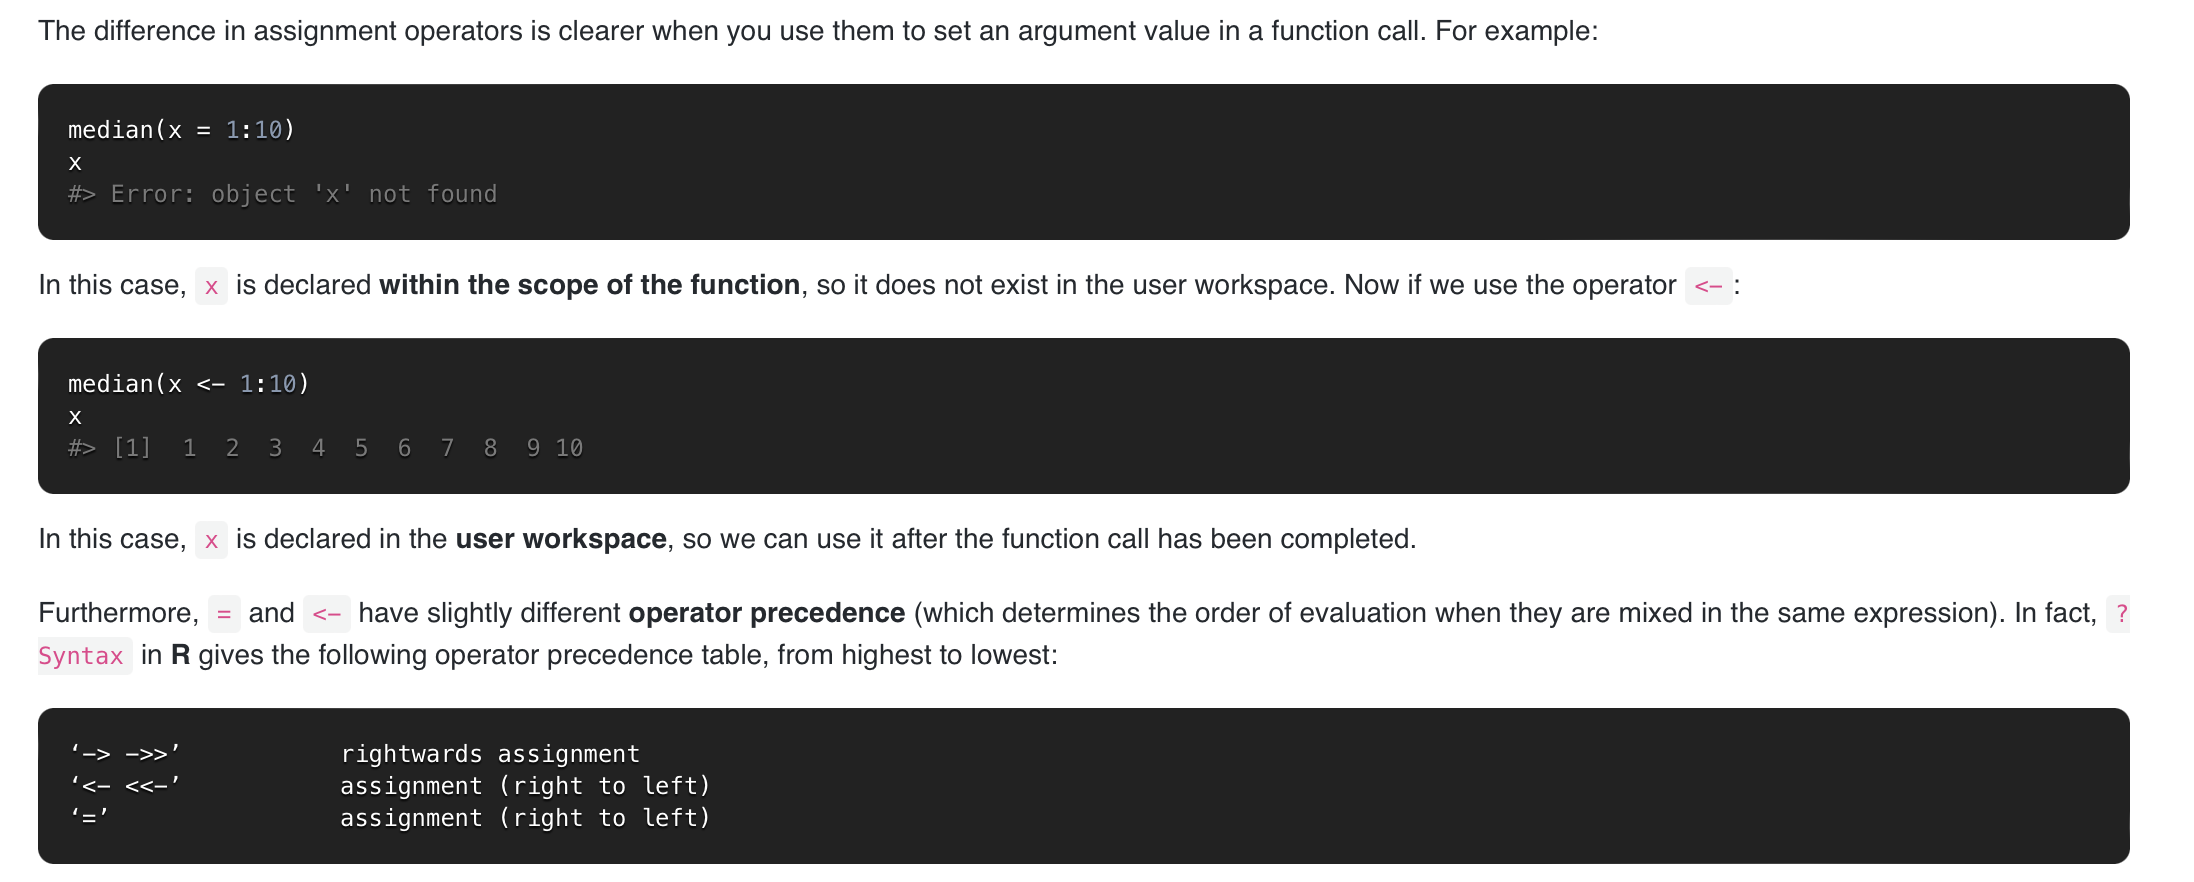 The difference in assignment operators is clearer when you use them to set an argument value in a function call. For example:
median(x = 1:10)
x
#> Error: object 'x' not found
In this case, x is declared within the scope of the function, so it does not exist in the user workspace. Now if we use the operator <-:
median(x <- 1:10)
x
#> [1]  1  2  3  4  5  6  7  8  9 10
In this case, x is declared in the user workspace, so we can use it after the function call has been completed.
Furthermore, = and <- have slightly different operator precedence (which determines the order of evaluation when they are mixed in the same expression). In fact, ?
Syntax in R gives the following operator precedence table, from highest to lowest:
‘-> ->>’           rightwards assignment
‘<- <<-’           assignment (right to left)
‘=’                assignment (right to left)